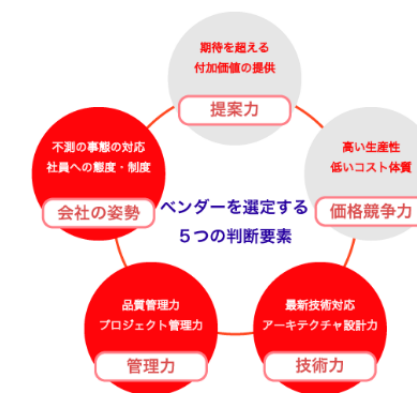 期待を超える
付加価値の提供
提案力
不測の事態の対応
社員への態度・制度
会社の姿勢
高い生産性
低いコスト体質
価格競争力
ベンダーを選定する
５つの判断要素
品質管理力
プロジェクト管理力
管理力
最新技術対応
アーキテクチャ設計力
技術力